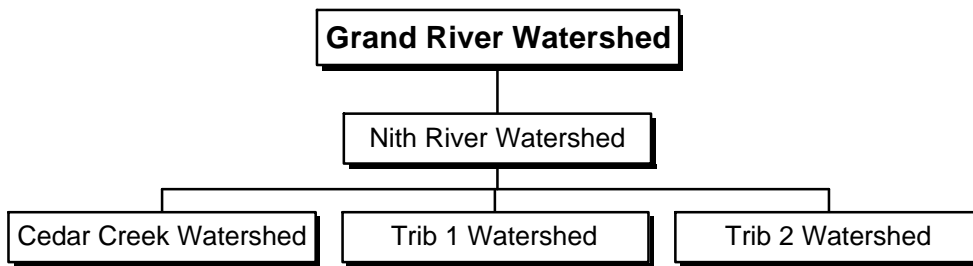 Grand River Watershed
Nith River Watershed
Cedar Creek Watershed
Trib 1 Watershed
Trib 2 Watershed